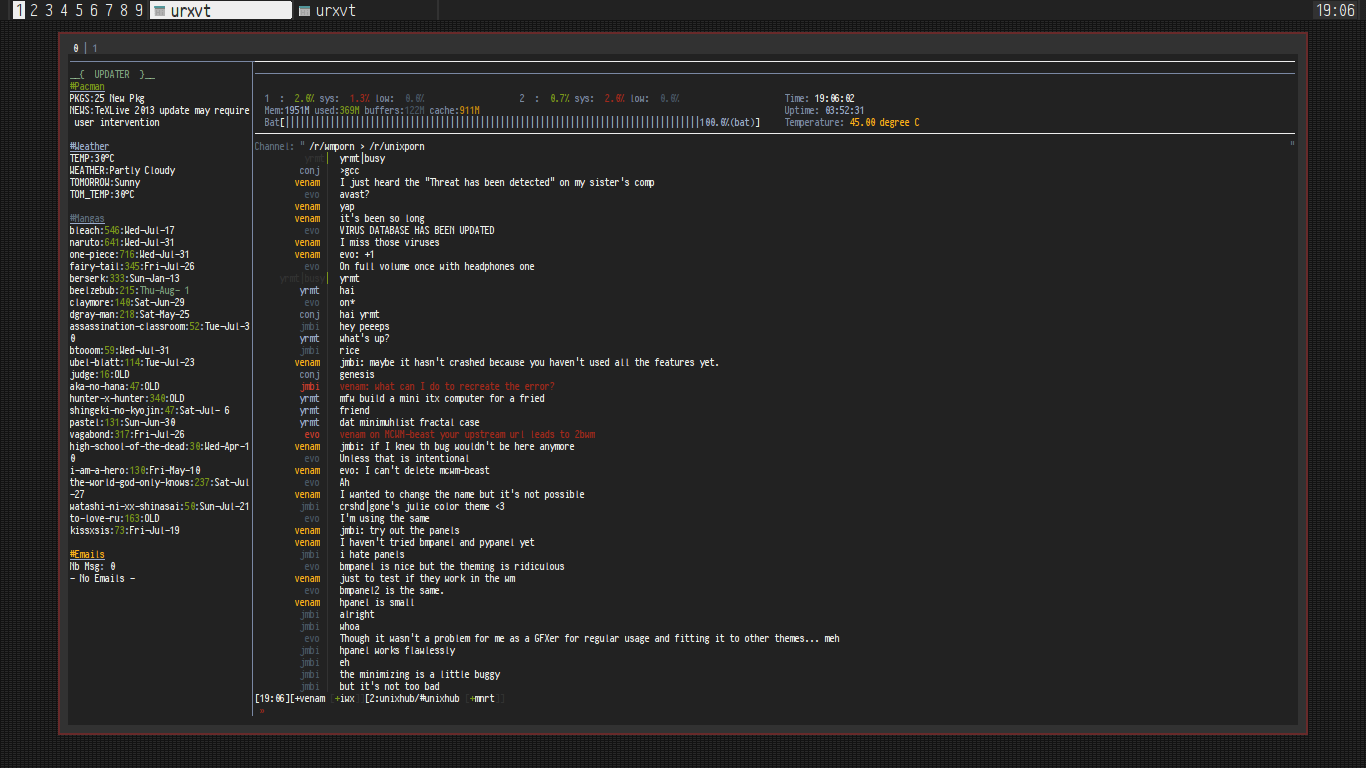 1 2 3 4 5 6 7 8 9 urxvt urxvt 19:06
0 | 1
__{ UPDATER }__
#Pacman
PKGS:25 New Pkg
NEWS:TeXLive 2013 update may require
user intervention
#Weather
TEMP:30°C
WEATHER:Partly Cloudy
TOMORROW:Sunny
TOM_TEMP:30°C
#Mangas
bleach:546:Wed-Jul-17
naruto:641:Wed-Jul-31
one-piece:716:Wed-Jul-31
fairy-tail:345:Fri-Jul-26
berserk:333:Sun-Jan-13
beelzebub:215:Thu-Aug- 1
claymore:140:Sat-Jun-29
dgray-man:218:Sat-May-25
assassination-classroom:52:Tue-Jul-3
0
btooom:59:Wed-Jul-31
ubel-blatt:114:Tue-Jul-23
judge:16:OLD
aka-no-hana:47:OLD
hunter-x-hunter:340:OLD
shingeki-no-kyojin:47:Sat-Jul- 6
pastel:131:Sun-Jun-30
vagabond:317:Fri-Jul-26
high-school-of-the-dead:30:Wed-Apr-1
0
i-am-a-hero:130:Fri-May-10
the-world-god-only-knows:237:Sat-Jul
-27
watashi-ni-xx-shinasai:50:Sun-Jul-21
to-love-ru:163:OLD
kissxsis:73:Fri-Jul-19
#Emails
Nb Msg: 0
- No Emails -
1 : 2.0% sys: 1.3% low: 0.0% 2 : 0.7% sys: 2.0% low: 0.0% Time: 19:06:02
Mem:1951M used:369M buffers:122M cache:911M Uptime: 03:52:31
Bat[||||||||||||||||||||||||||||||||||||||||||||||||||||||||||||||||||||||||||||||||||||100.0%(bat)] Temperature: 45.00 degree C
Channel: " /r/wmporn > /r/unixporn "
yrmt| yrmt|busy
conj >gcc
venam I just heard the "Threat has been detected" on my sister's comp
evo avast?
venam yap
venam it's been so long
evo VIRUS DATABASE HAS BEEN UPDATED
venam I miss those viruses
venam evo: +1
evo On full volume once with headphones one
yrmt|busy| yrmt
yrmt hai
evo on*
conj hai yrmt
jmbi hey peeeps
yrmt what's up?
jmbi rice
venam jmbi: maybe it hasn't crashed because you haven't used all the features yet.
conj genesis
jmbi venam: what can I do to recreate the error?
yrmt mfw build a mini itx computer for a fried
yrmt friend
yrmt dat minimuhlist fractal case
evo venam on MCWM-beast your upstream url leads to 2bwm
venam jmbi: if I knew th bug wouldn't be here anymore
evo Unless that is intentional
venam evo: I can't delete mcwm-beast
evo Ah
venam I wanted to change the name but it's not possible
jmbi crshd|gone's julie color theme <3
evo I'm using the same
venam jmbi: try out the panels
venam I haven't tried bmpanel and pypanel yet
jmbi i hate panels
evo bmpanel is nice but the theming is ridiculous
venam just to test if they work in the wm
evo bmpanel2 is the same.
venam hpanel is small
jmbi alright
jmbi whoa
evo Though it wasn't a problem for me as a GFXer for regular usage and fitting it to other themes... meh
jmbi hpanel works flawlessly
jmbi eh
jmbi the minimizing is a little buggy
jmbi but it's not too bad
[19:06][+venam [+iwx]][2:unixhub/#unixhub [+mnrt]]
»